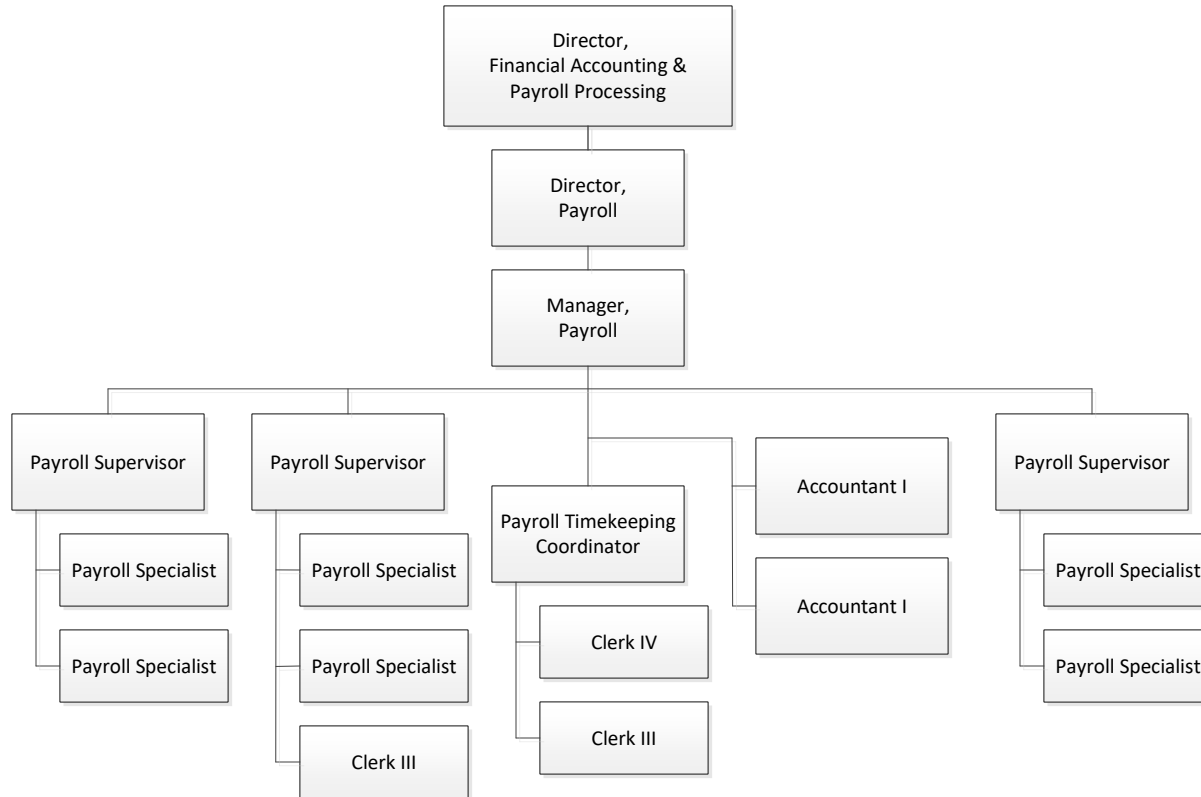 Director,
Financial Accounting &
Payroll Processing
Director,
Payroll
Manager,
Payroll
Payroll Supervisor
Payroll Specialist
Payroll Specialist
Payroll Supervisor
Payroll Specialist
Payroll Specialist
Clerk III
Payroll Timekeeping
Coordinator
Clerk IV
Clerk III
Accountant I
Accountant I
Payroll Supervisor
Payroll Specialist
Payroll Specialist